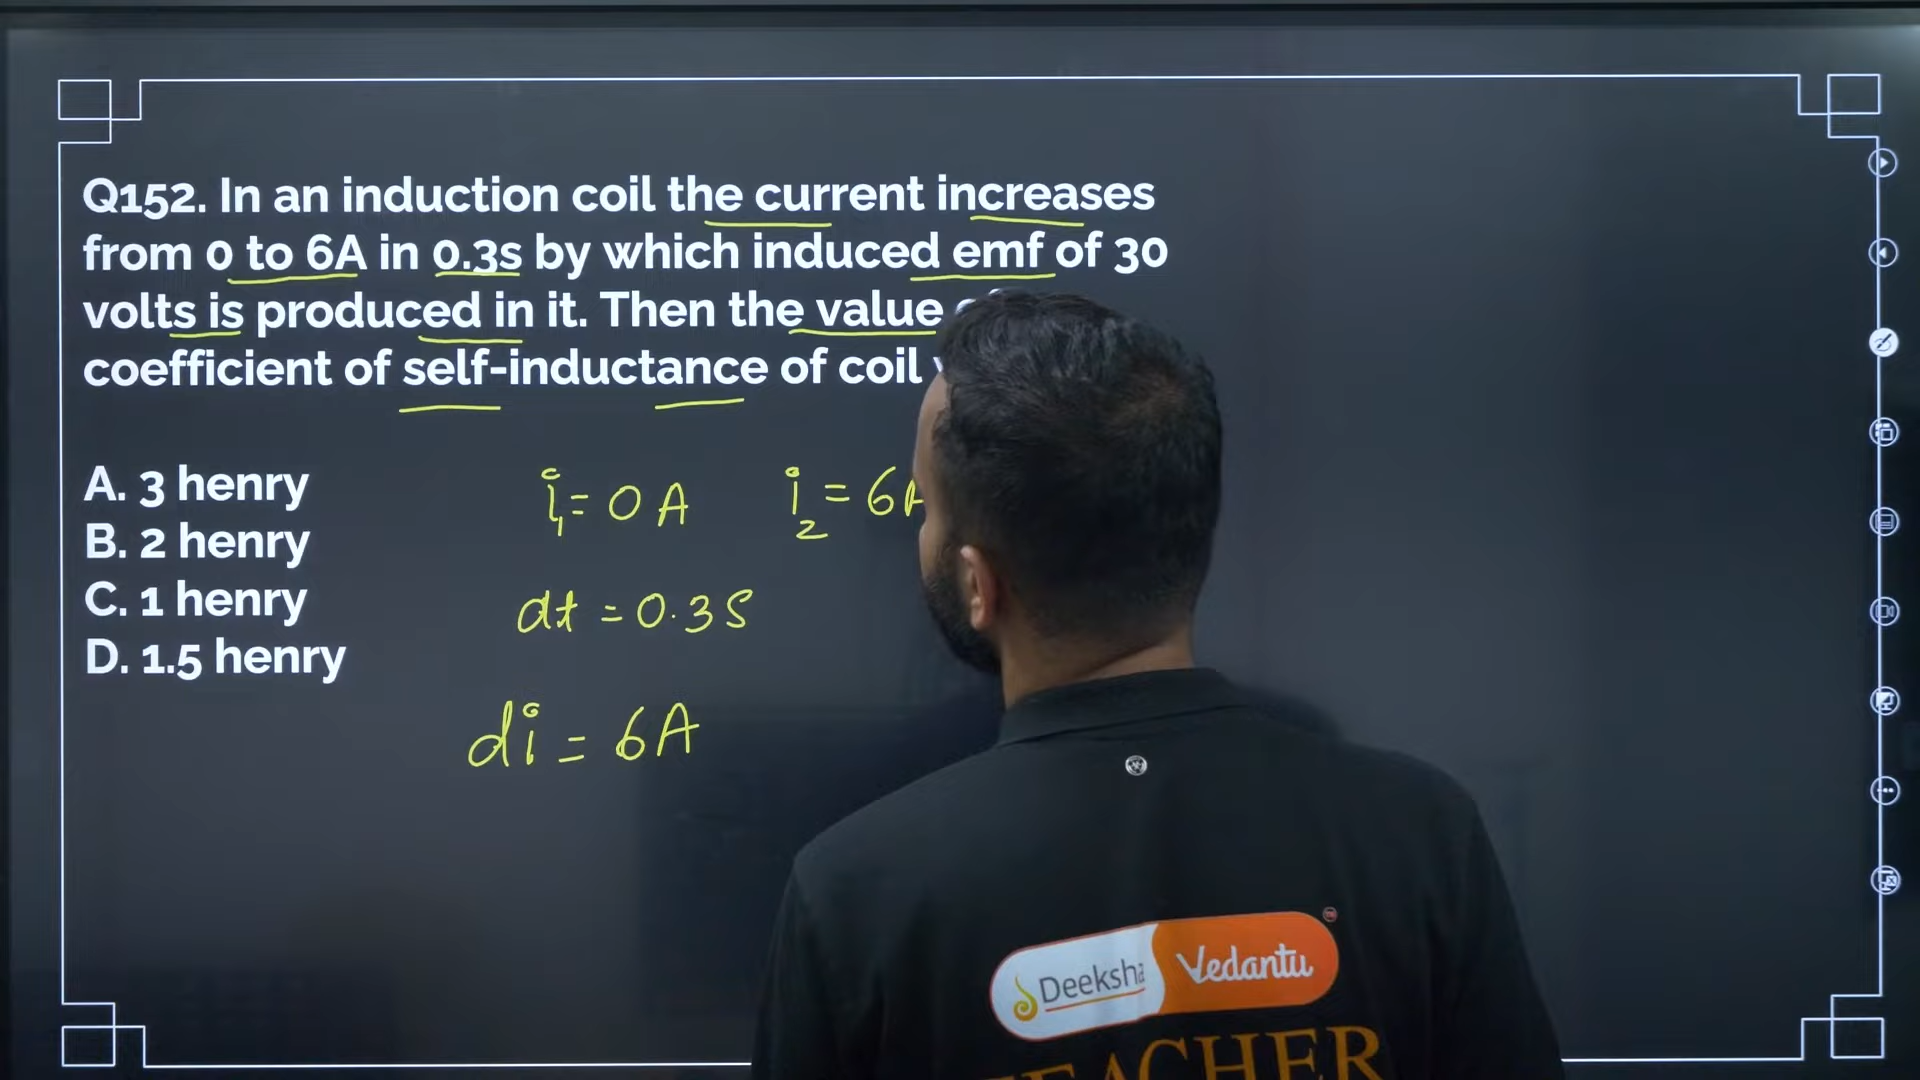 Q152. In an induction coil the current increases
from 0 to 6A in 0.3s by which induced emf of 30
volts is produced in it. Then the value
coefficient of self-inductance of coil
A. 3 henry
B. 2 henry
C. 1 henry
D. 1.5 henry
i₁ = 0 A i₂ = 6A
dt = 0.3 S
di = 6A
Deeksha Vedantu
TEACHER